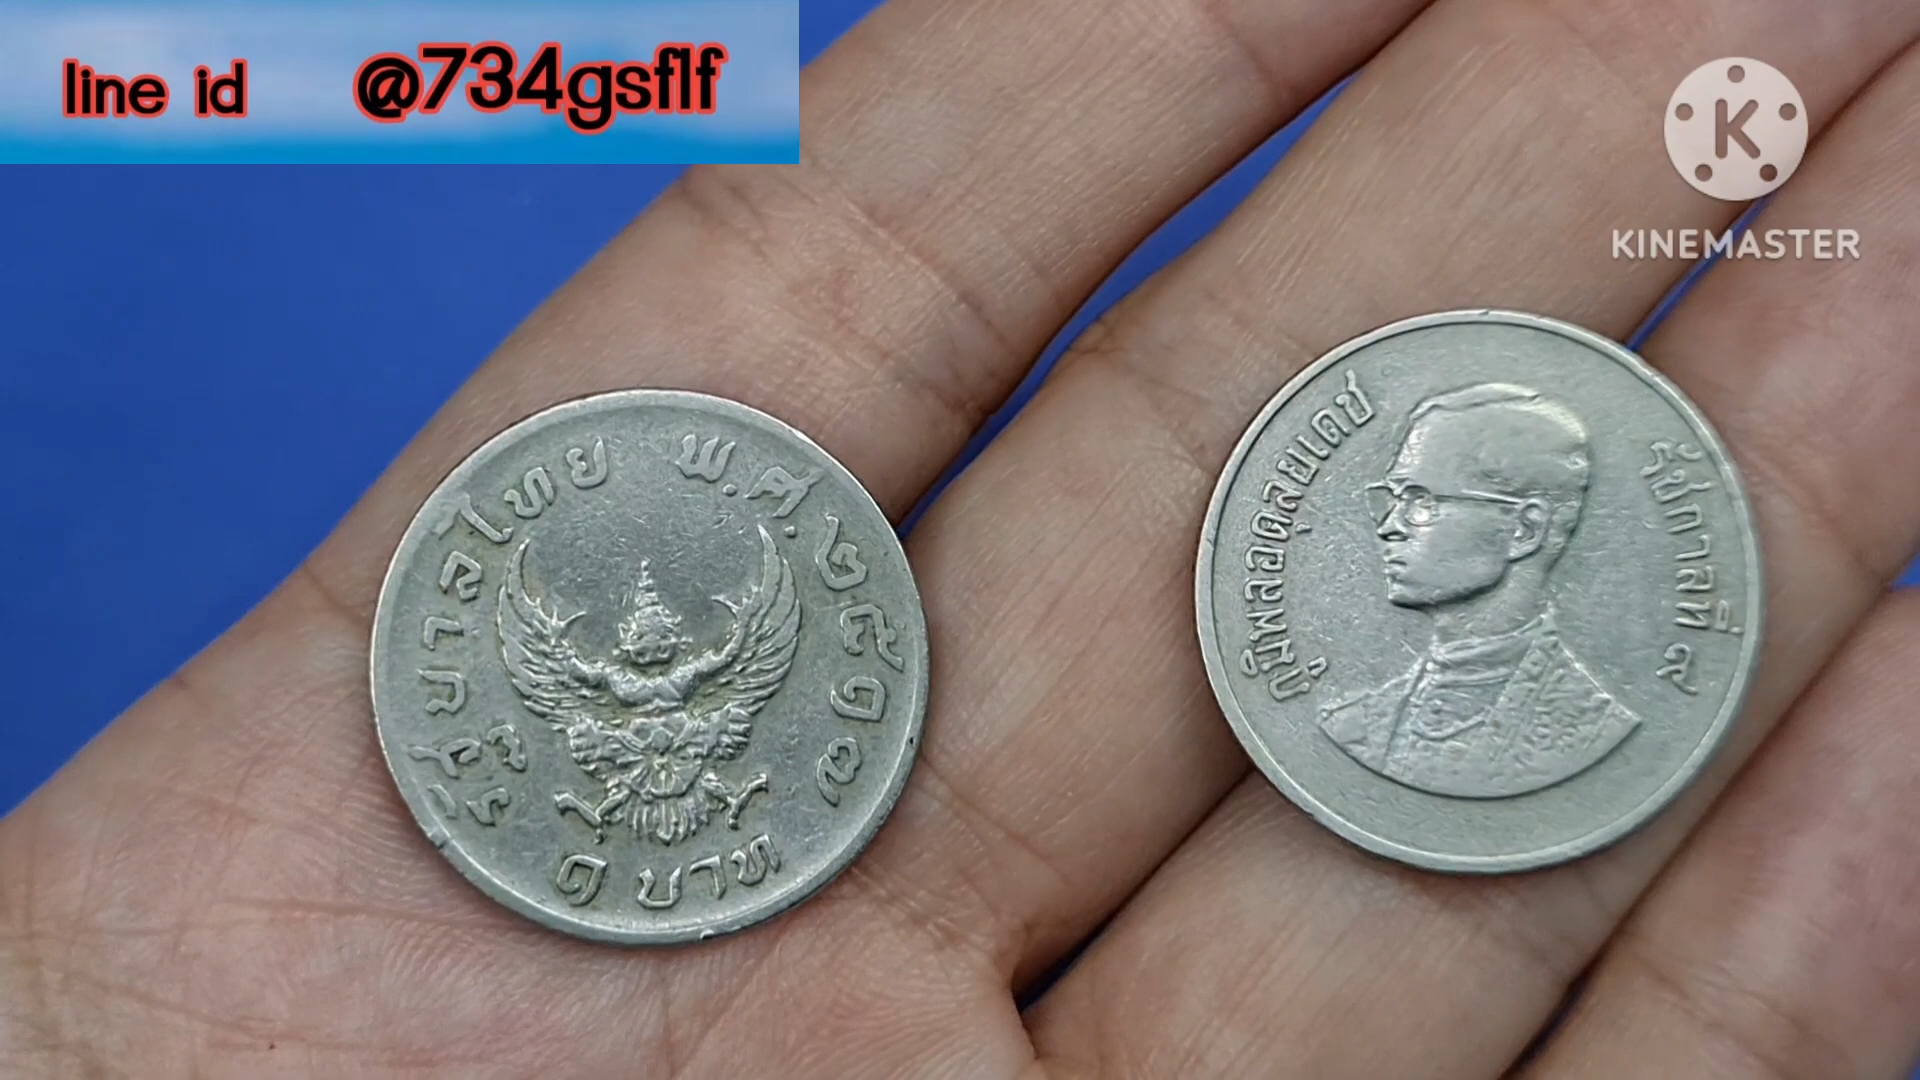 line id @734gsflf
K
KINEMASTER
รัฐบาลไทย พ.ศ.๒๕๑๗
๑ บาท
ภูมิพลอดุลยเดช รัชกาลที่ ๙